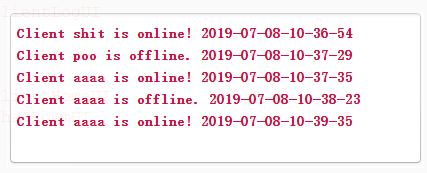 Client shit is online! 2019-07-08-10-36-54
Client poo is offline. 2019-07-08-10-37-29
Client aaaa is online! 2019-07-08-10-37-35
Client aaaa is offline. 2019-07-08-10-38-23
Client aaaa is online! 2019-07-08-10-39-35